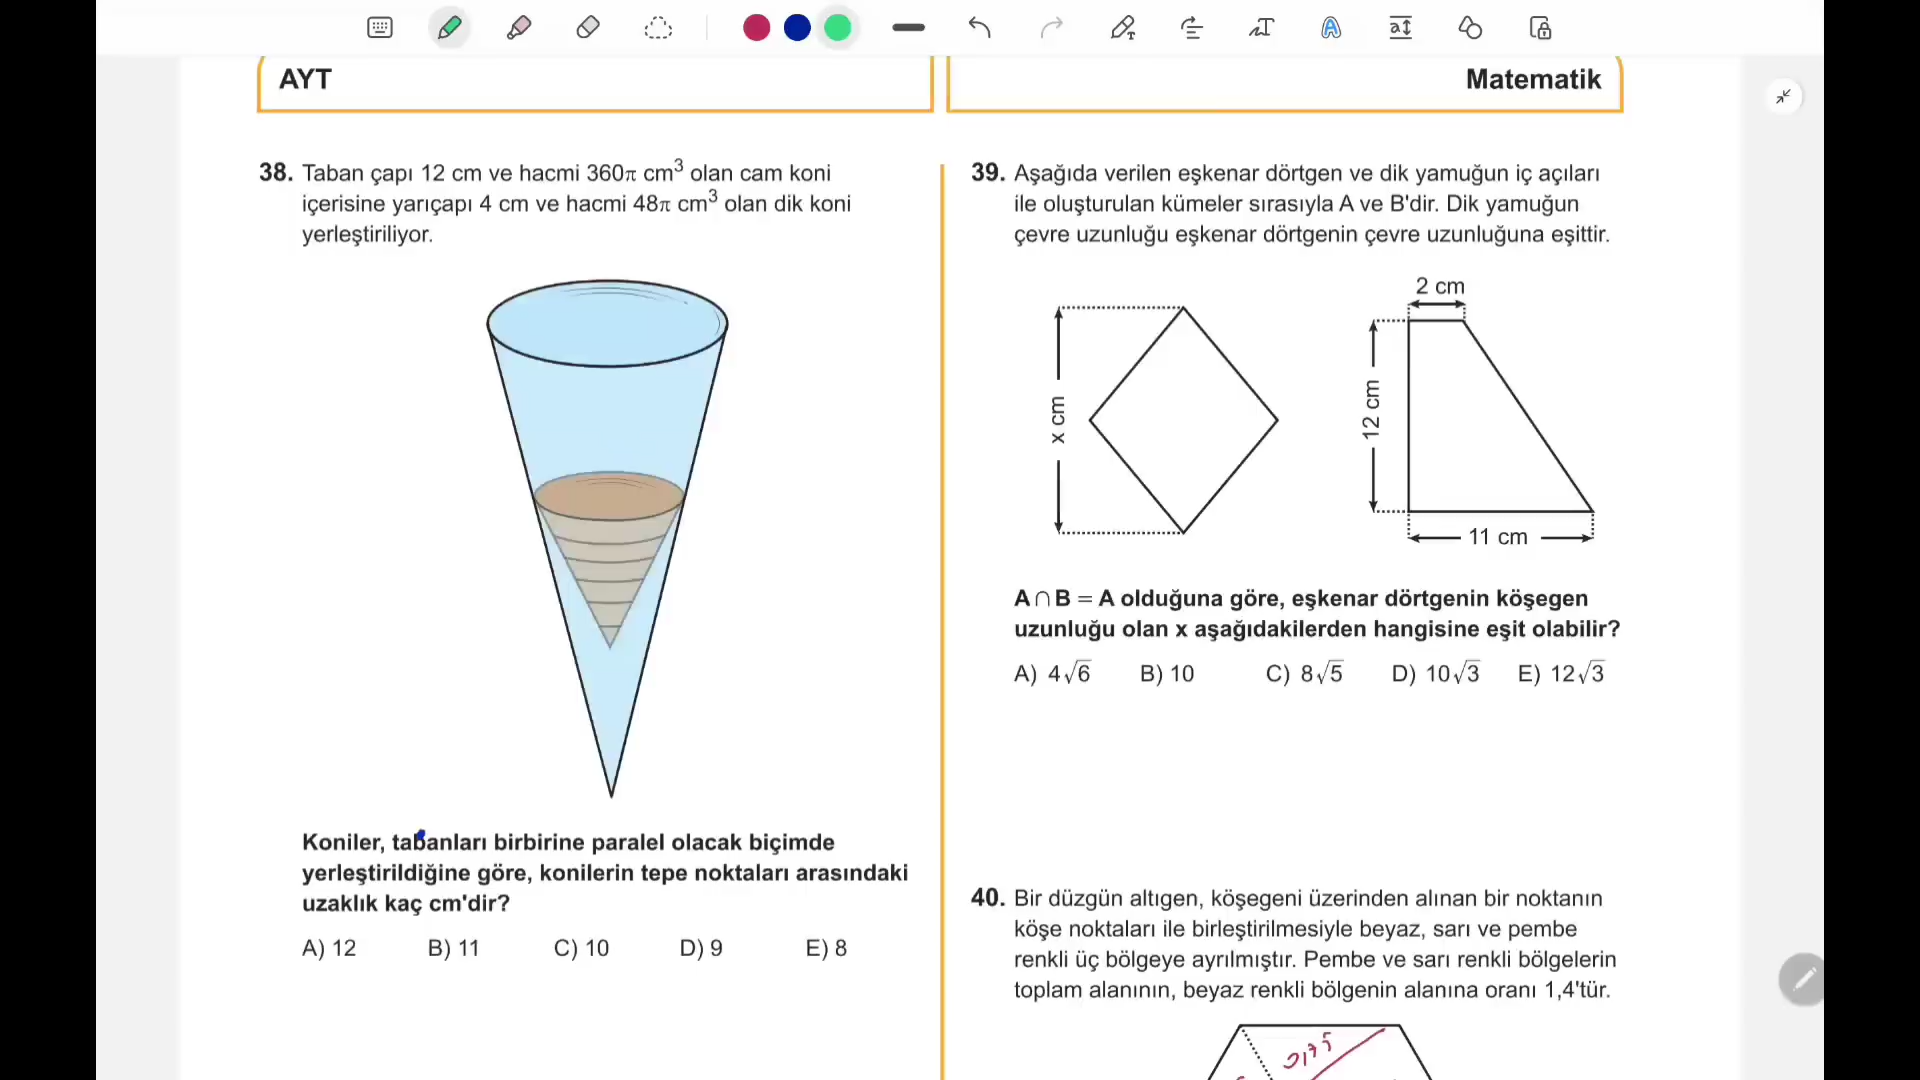 AYT
Matematik
38. Taban çapı 12 cm ve hacmi 360π cm³ olan cam koni
içerisine yarıçapı 4 cm ve hacmi 48π cm³ olan dik koni
yerleştiriliyor.
Koniler, tabanları birbirine paralel olacak biçimde
yerleştirildiğine göre, konilerin tepe noktaları arasındaki
uzaklık kaç cm'dir?
A) 12 B) 11 C) 10 D) 9 E) 8
39. Aşağıda verilen eşkenar dörtgen ve dik yamuğun iç açıları
ile oluşturulan kümeler sırasıyla A ve B'dir. Dik yamuğun
çevre uzunluğu eşkenar dörtgenin çevre uzunluğuna eşittir.
2 cm
x cm
12 cm
11 cm
A∩B = A olduğuna göre, eşkenar dörtgenin köşegen
uzunluğu olan x aşağıdakilerden hangisine eşit olabilir?
A) 4√6 B) 10 C) 8√5 D) 10√3 E) 12√3
40. Bir düzgün altıgen, köşegeni üzerinden alınan bir noktanın
köşe noktaları ile birleştirilmesiyle beyaz, sarı ve pembe
renkli üç bölgeye ayrılmıştır. Pembe ve sarı renkli bölgelerin
toplam alanının, beyaz renkli bölgenin alanına oranı 1,4'tür.